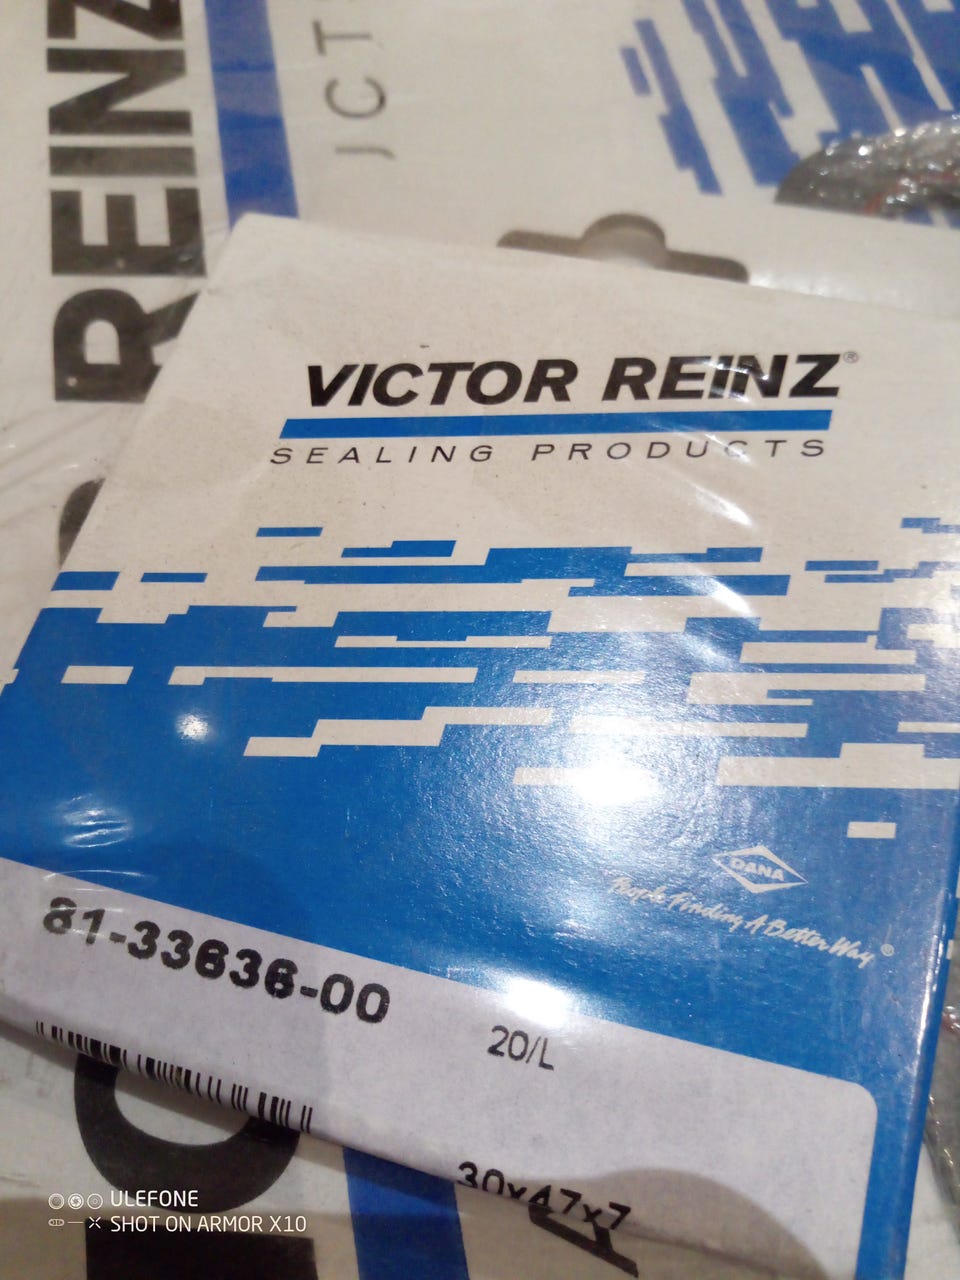 REINZ
JCT
VICTOR REINZ®
SEALING PRODUCTS
DANA
People Finding A Better Way ®
81-33636-00
20/L
30x47x7
ULEFONE
SHOT ON ARMOR X10